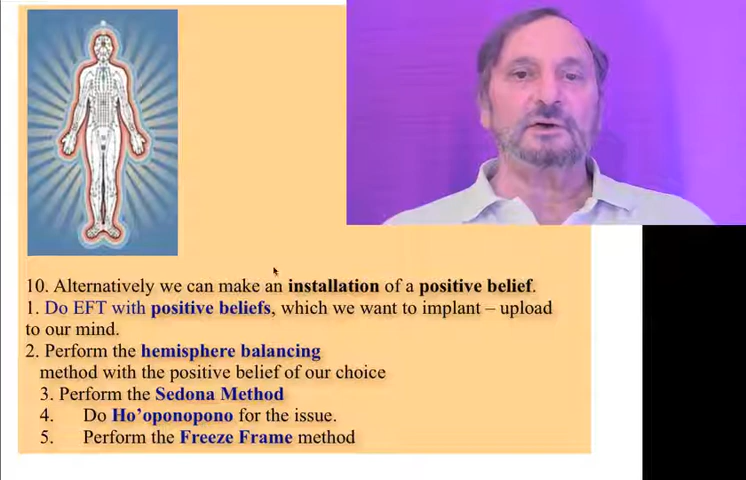 10. Alternatively we can make an installation of a positive belief.
1. Do EFT with positive beliefs, which we want to implant – upload
to our mind.
2. Perform the hemisphere balancing
method with the positive belief of our choice
3. Perform the Sedona Method
4. Do Ho’oponopono for the issue.
5. Perform the Freeze Frame method